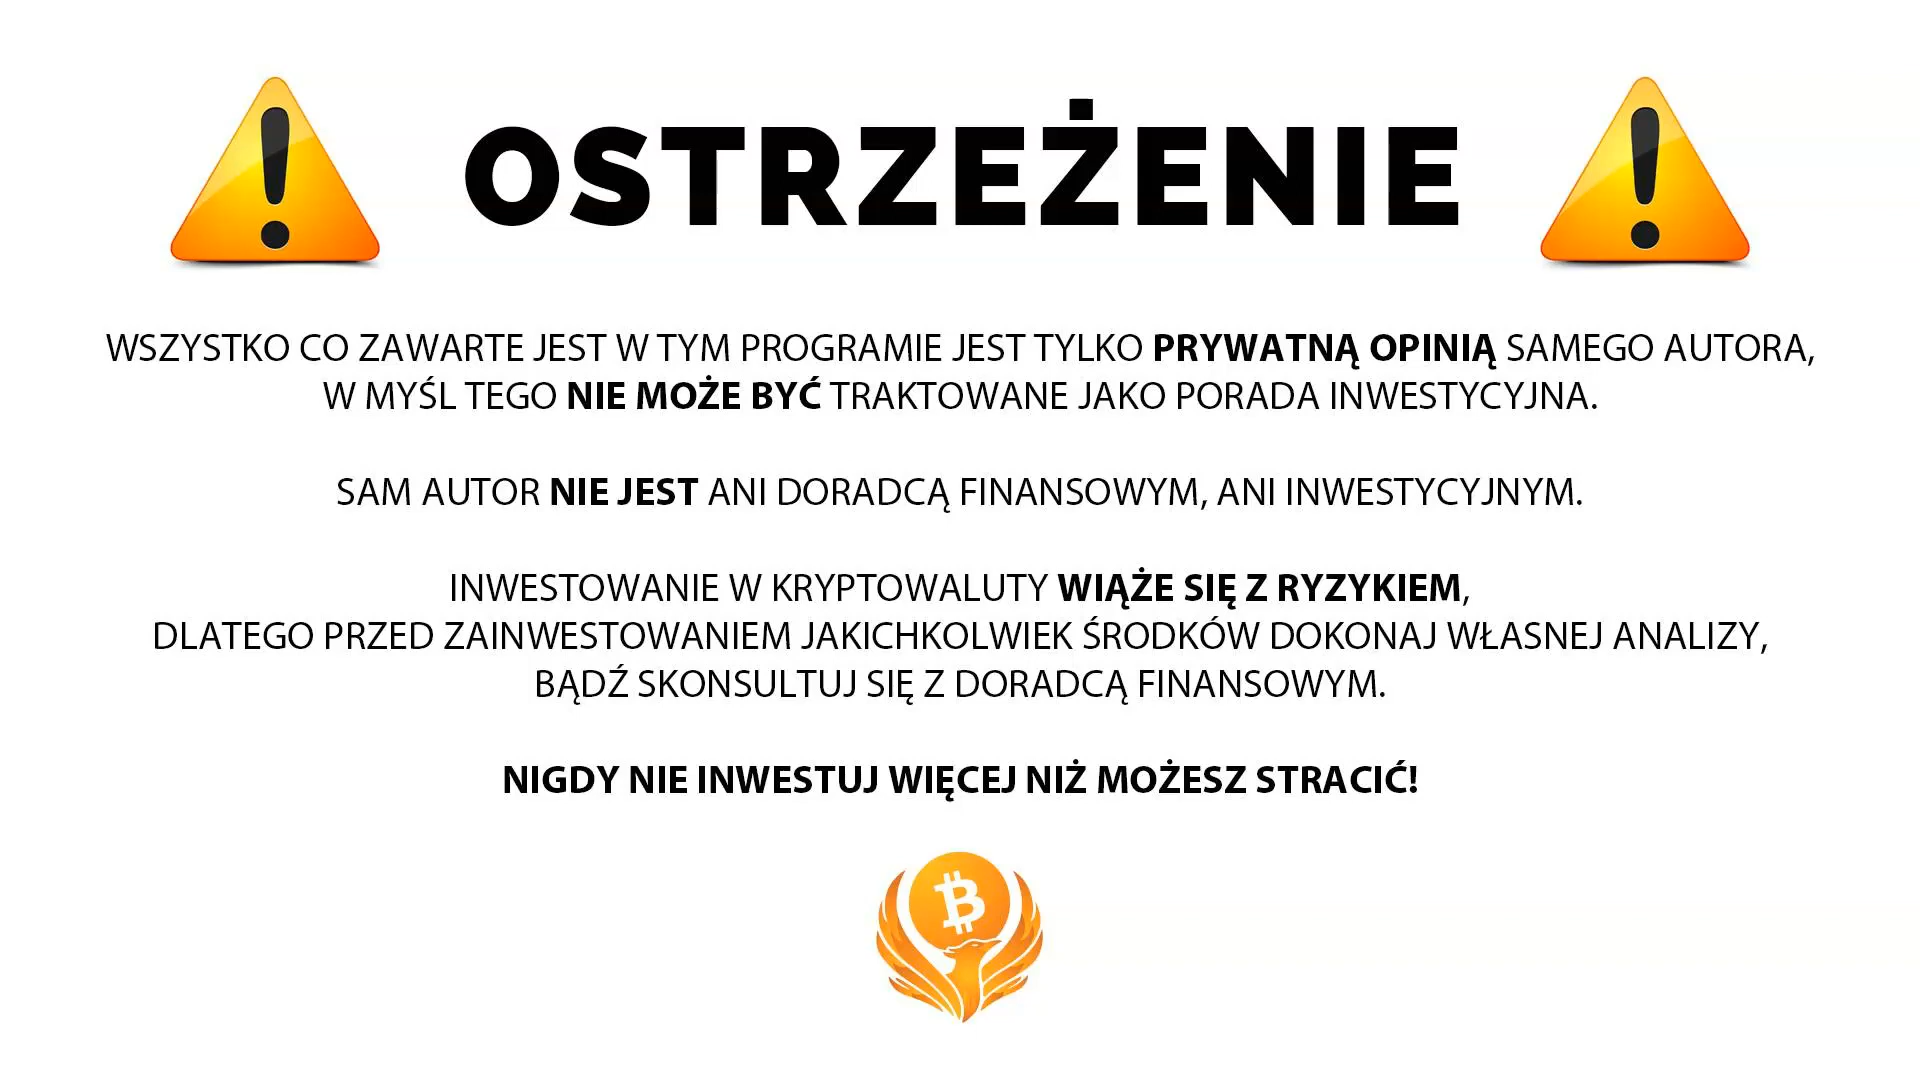 OSTRZEŻENIE
WSZYSTKO CO ZAWARTE JEST W TYM PROGRAMIE JEST TYLKO PRYWATNĄ OPINIĄ SAMEGO AUTORA,
W MYŚL TEGO NIE MOŻE BYĆ TRAKTOWANE JAKO PORADA INWESTYCYJNA.
SAM AUTOR NIE JEST ANI DORADCĄ FINANSOWYM, ANI INWESTYCYJNYM.
INWESTOWANIE W KRYPTOWALUTY WIĄŻE SIĘ Z RYZYKIEM,
DLATEGO PRZED ZAINWESTOWANIEM JAKICHKOLWIEK ŚRODKÓW DOKONAJ WŁASNEJ ANALIZY,
BĄDŹ SKONSULTUJ SIĘ Z DORADCĄ FINANSOWYM.
NIGDY NIE INWESTUJ WIĘCEJ NIŻ MOŻESZ STRACIĆ!